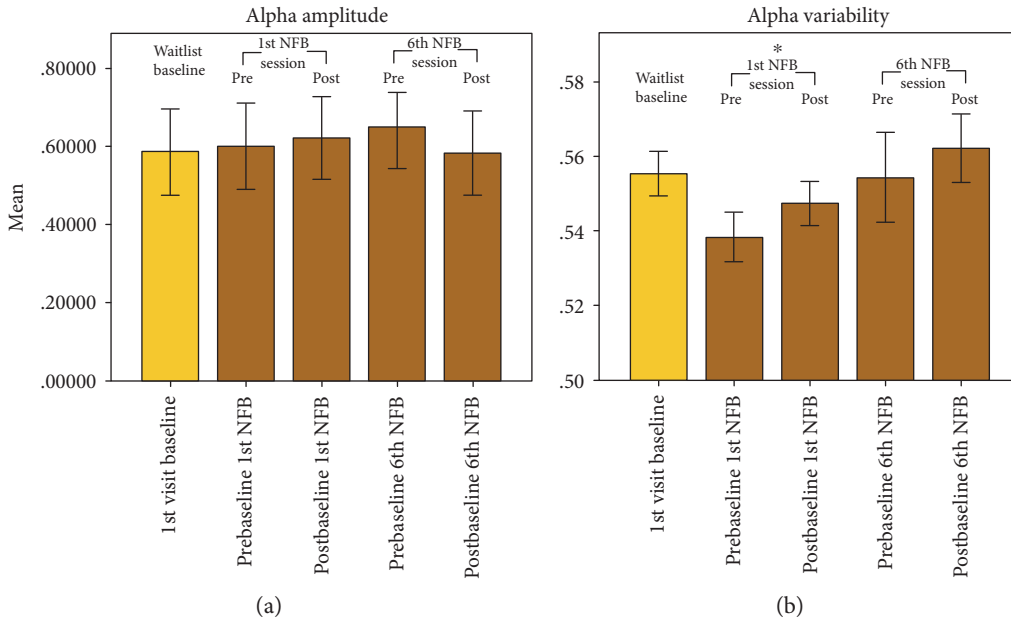 Alpha amplitude
Mean
.80000
.60000
.40000
.20000
.00000
Waitlist
baseline
1st NFB
session
Pre
Post
6th NFB
session
Pre
Post
1st visit baseline
Prebaseline 1st NFB
Postbaseline 1st NFB
Prebaseline 6th NFB
Postbaseline 6th NFB
(a)
Alpha variability
.58
.56
.54
.52
.50
Waitlist
baseline
*
1st NFB
session
Pre
Post
6th NFB
session
Pre
Post
1st visit baseline
Prebaseline 1st NFB
Postbaseline 1st NFB
Prebaseline 6th NFB
Postbaseline 6th NFB
(b)